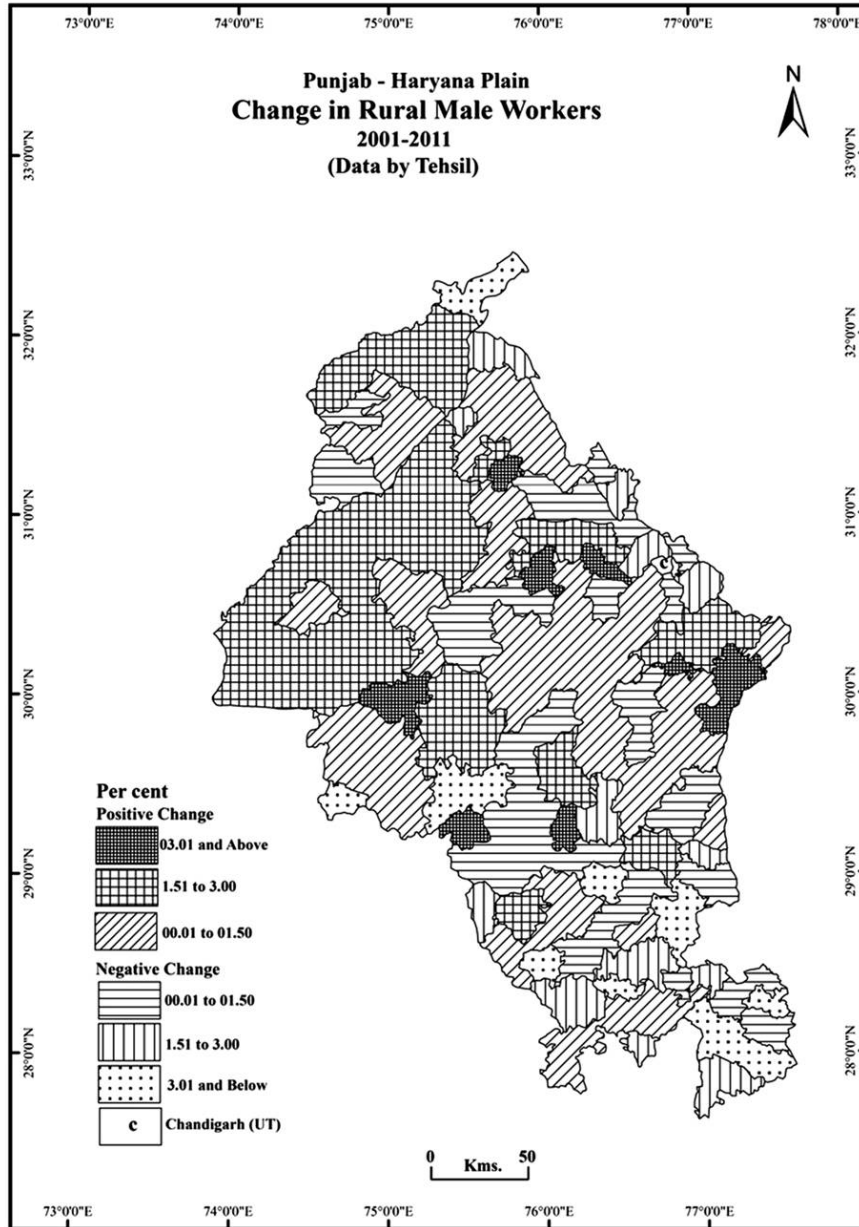 73°0'0"E 74°0'0"E 75°0'0"E 76°0'0"E 77°0'0"E 78°0'0"E
Punjab - Haryana Plain
Change in Rural Male Workers
2001-2011
(Data by Tehsil)
N
33°0'0"N 33°0'0"N
32°0'0"N 32°0'0"N
31°0'0"N 31°0'0"N
c
30°0'0"N 30°0'0"N
29°0'0"N 29°0'0"N
28°0'0"N 28°0'0"N
Per cent
Positive Change
03.01 and Above
1.51 to 3.00
00.01 to 01.50
Negative Change
00.01 to 01.50
1.51 to 3.00
3.01 and Below
c Chandigarh (UT)
0 50
Kms.
73°0'0"E 74°0'0"E 75°0'0"E 76°0'0"E 77°0'0"E